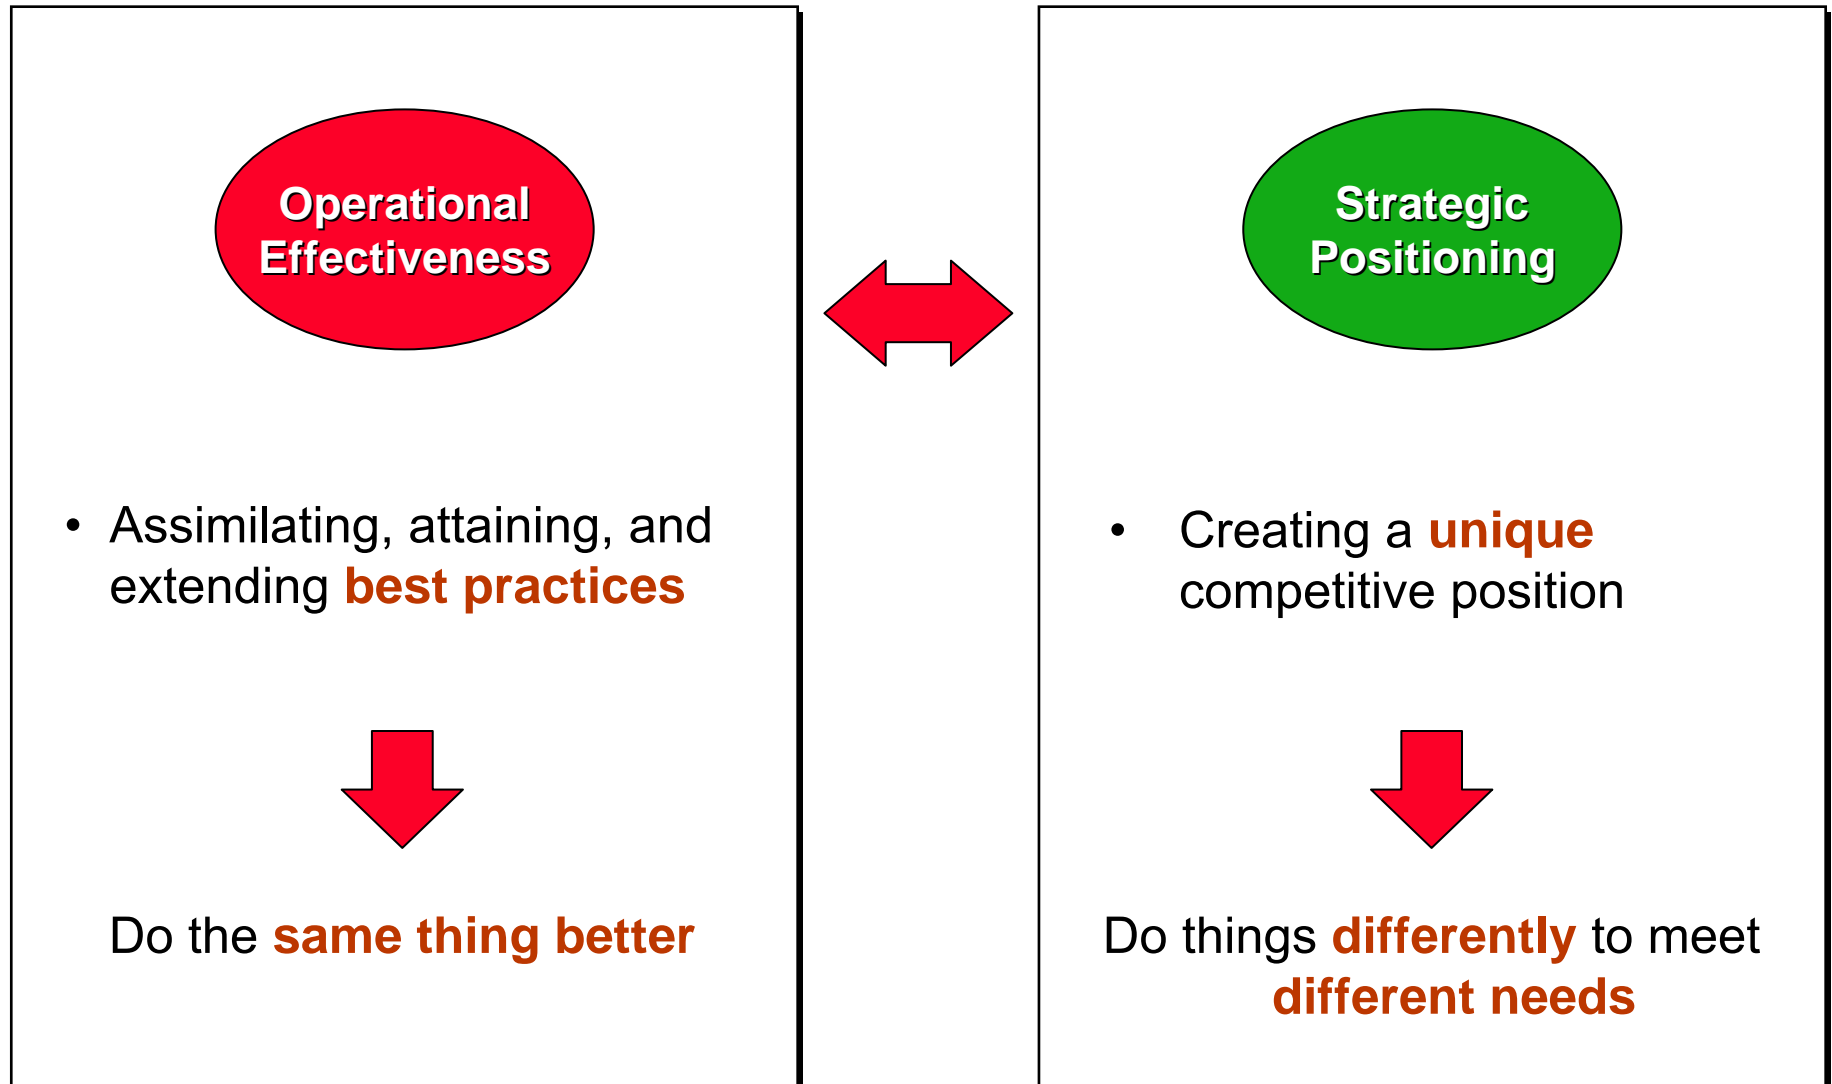 Operational
Effectiveness
• Assimilating, attaining, and
extending best practices
Do the same thing better
Strategic
Positioning
• Creating a unique
competitive position
Do things differently to meet
different needs